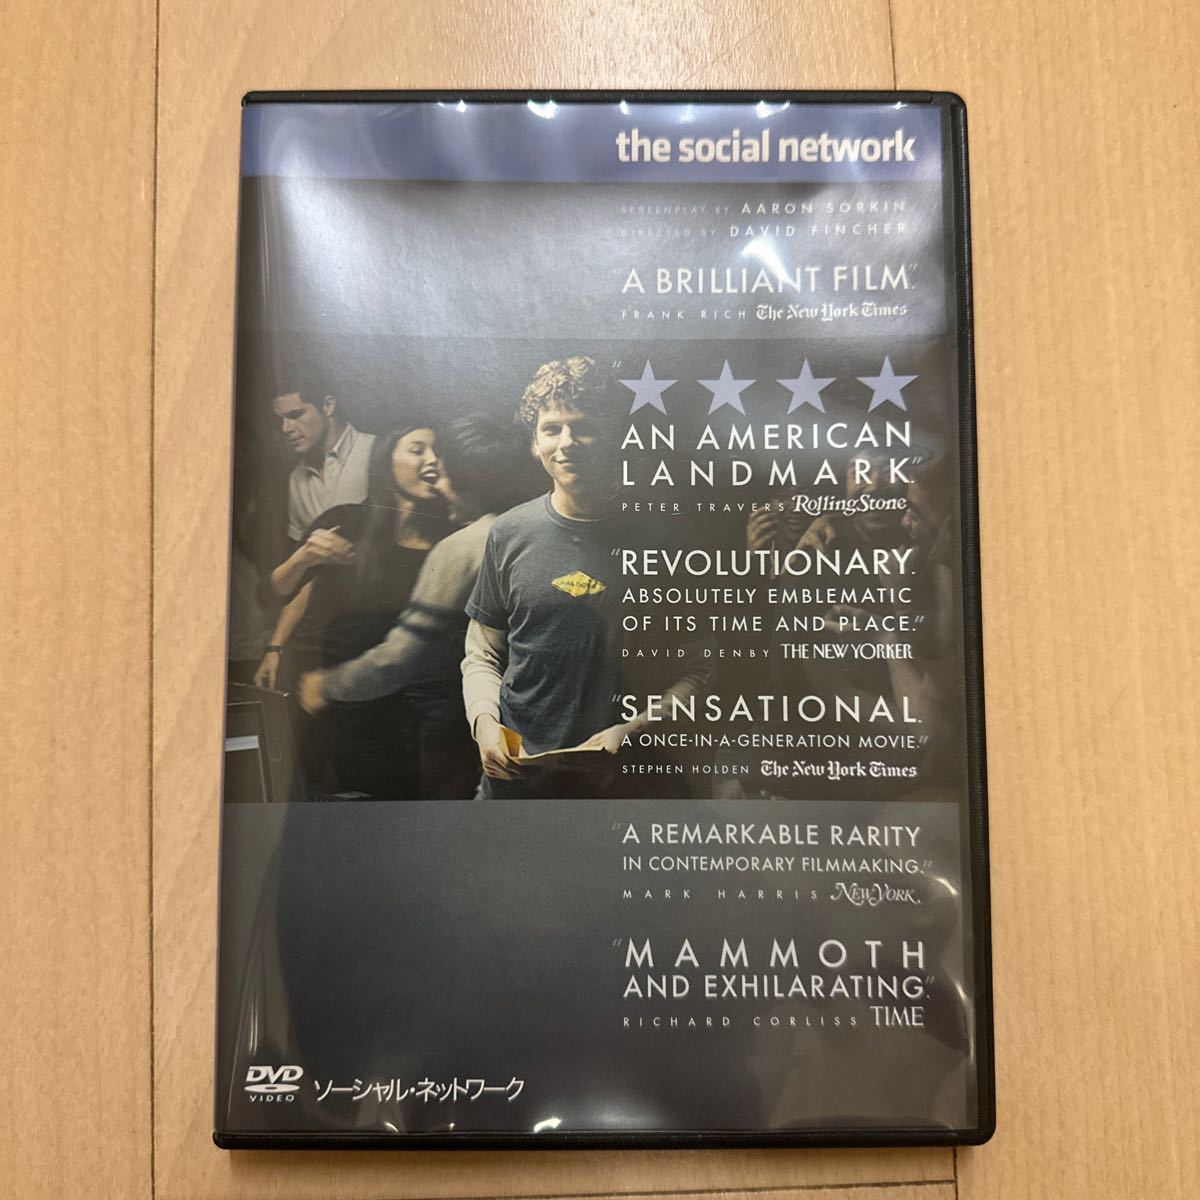 the social network
SCREENPLAY BY AARON SORKIN
DIRECTED BY DAVID FINCHER
"A BRILLIANT FILM."
FRANK RICH The New York Times
"★★★★
AN AMERICAN
LANDMARK."
PETER TRAVERS Rolling Stone
"REVOLUTIONARY.
ABSOLUTELY EMBLEMATIC
OF ITS TIME AND PLACE."
DAVID DENBY THE NEW YORKER
"SENSATIONAL.
A ONCE-IN-A-GENERATION MOVIE."
STEPHEN HOLDEN The New York Times
"A REMARKABLE RARITY
IN CONTEMPORARY FILMMAKING."
MARK HARRIS NEW YORK.
"MAMMOTH
AND EXHILARATING."
RICHARD CORLISS TIME
DVD
VIDEO
ソーシャル・ネットワーク